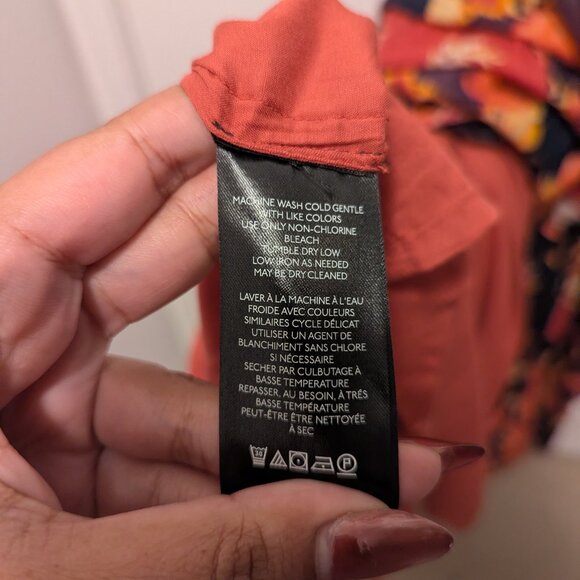 MACHINE WASH COLD GENTLE
WITH LIKE COLORS
USE ONLY NON-CHLORINE
BLEACH
TUMBLE DRY LOW
LOW IRON AS NEEDED
MAY BE DRY CLEANED
LAVER À LA MACHINE À L'EAU
FROIDE AVEC COULEURS
SIMILAIRES CYCLE DÉLICAT
UTILISER UN AGENT DE
BLANCHIMENT SANS CHLORE
SI NÉCESSAIRE
SECHER PAR CULBUTAGE À
BASSE TEMPERATURE
REPASSER, AU BESOIN, À TRÉS
BASSE TEMPÉRATURE
PEUT-ÊTRE ÊTRE NETTOYÉE
À SEC
30 P